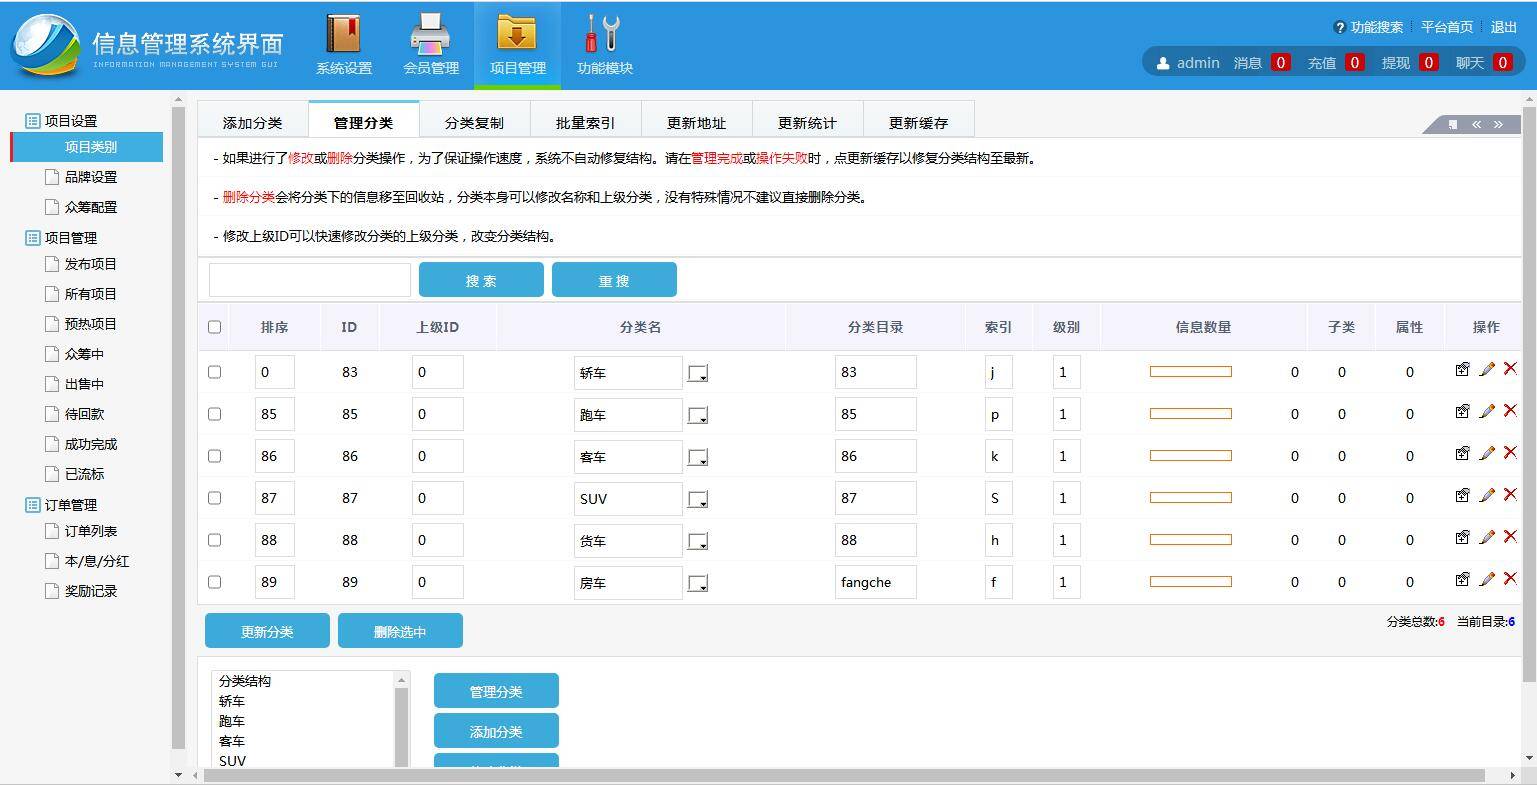 信息管理系统界面
INFORMATION MANAGEMENT SYSTEM GUI
系统设置 会员管理 项目管理 功能模块
? 功能搜索 平台首页 退出
admin 消息 0 充值 0 提现 0 聊天 0
项目设置
项目类别
品牌设置
众筹配置
项目管理
发布项目
所有项目
预热项目
众筹中
出售中
待回款
成功完成
已流标
订单管理
订单列表
本/息/分红
奖励记录
添加分类 管理分类 分类复制 批量索引 更新地址 更新统计 更新缓存
- 如果进行了修改或删除分类操作，为了保证操作速度，系统不自动修复结构。请在管理完成或操作失败时，点更新缓存以修复分类结构至最新。
- 删除分类会将分类下的信息移至回收站，分类本身可以修改名称和上级分类，没有特殊情况不建议直接删除分类。
- 修改上级ID可以快速修改分类的上级分类，改变分类结构。
搜 索 重 搜
排序 ID 上级ID 分类名 分类目录 索引 级别 信息数量 子类 属性 操作
0 83 0 轿车 83 j 1 0 0 0
85 85 0 跑车 85 p 1 0 0 0
86 86 0 客车 86 k 1 0 0 0
87 87 0 SUV 87 S 1 0 0 0
88 88 0 货车 88 h 1 0 0 0
89 89 0 房车 fangche f 1 0 0 0
更新分类 删除选中
分类总数:6 当前目录:6
分类结构
轿车
跑车
客车
SUV
管理分类
添加分类